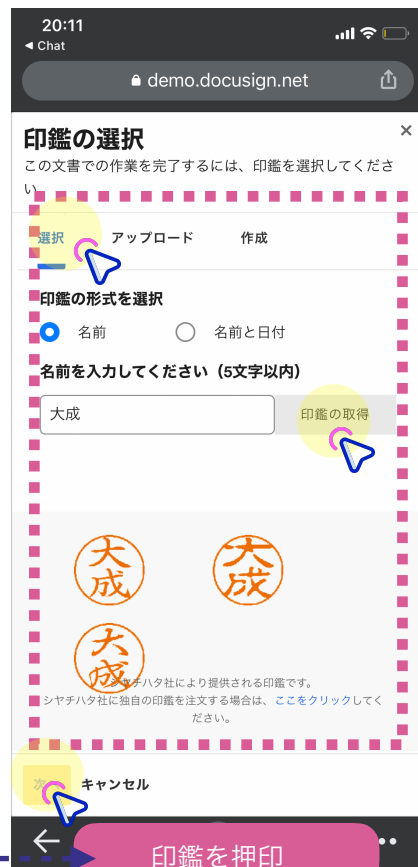 20:11
◀ Chat
demo.docusign.net
印鑑の選択
×
この文書での作業を完了するには、印鑑を選択してくださ
い
選択 アップロード 作成
印鑑の形式を選択
名前 名前と日付
名前を入力してください（5文字以内）
大成 印鑑の取得
大成 大成
大成
シヤチハタ社により提供される印鑑です。
シヤチハタ社に独自の印鑑を注文する場合は、ここをクリックしてく
ださい。
キャンセル
印鑑を押印